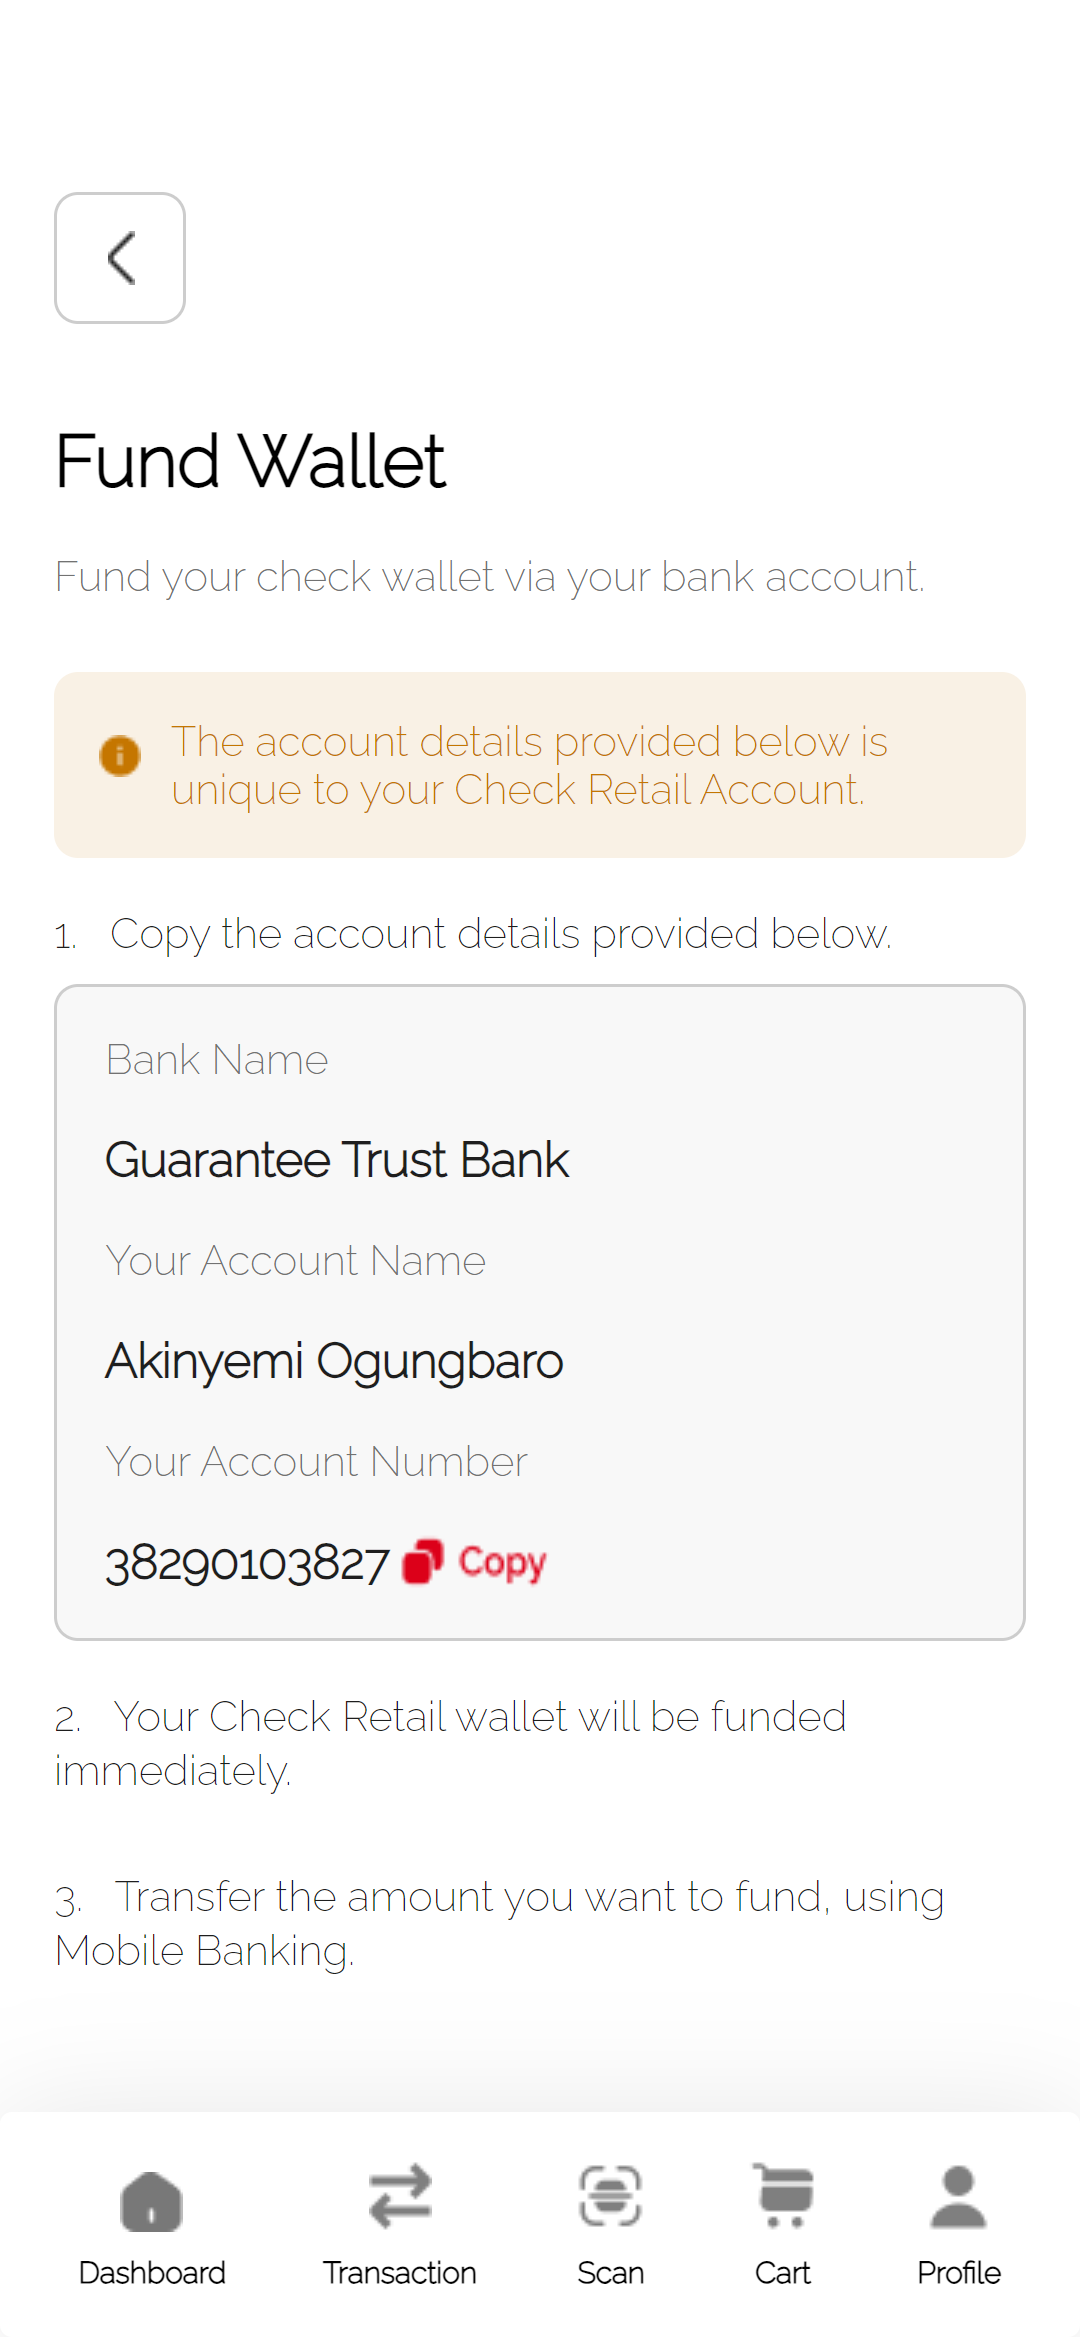 Fund Wallet
Fund your check wallet via your bank account.
The account details provided below is
unique to your Check Retail Account.
1. Copy the account details provided below.
Bank Name
Guarantee Trust Bank
Your Account Name
Akinyemi Ogungbaro
Your Account Number
38290103827 Copy
2. Your Check Retail wallet will be funded
immediately.
3. Transfer the amount you want to fund, using
Mobile Banking.
Dashboard Transaction Scan Cart Profile